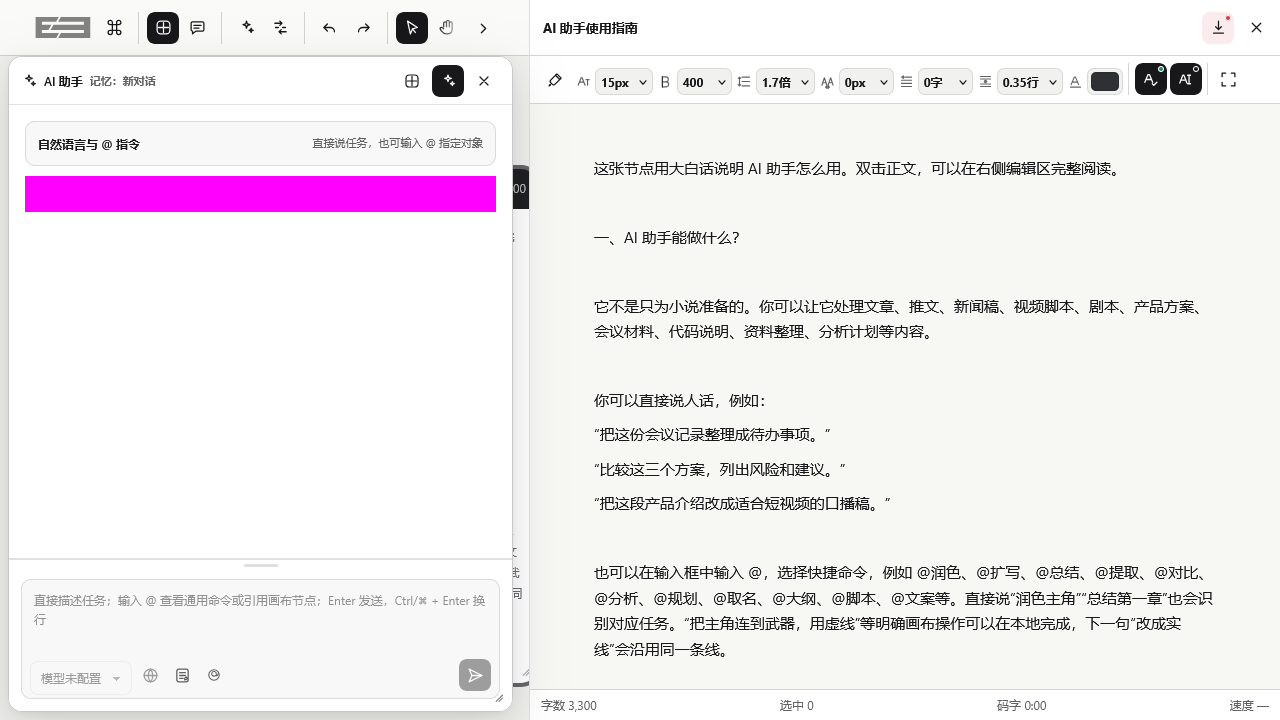 AI 助手使用指南
AI 助手 记忆：新对话
15px
400
1.7倍
0px
0字
0.35行
自然语言与 @ 指令
直接说任务，也可输入 @ 指定对象
00
这张节点用大白话说明 AI 助手怎么用。双击正文，可以在右侧编辑区完整阅读。
一、AI 助手能做什么？
它不是只为小说准备的。你可以让它处理文章、推文、新闻稿、视频脚本、剧本、产品方案、
会议材料、代码说明、资料整理、分析计划等内容。
你可以直接说人话，例如：
“把这份会议记录整理成待办事项。”
“比较这三个方案，列出风险和建议。”
“把这段产品介绍改成适合短视频的口播稿。”
也可以在输入框中输入 @，选择快捷命令，例如 @润色、@扩写、@总结、@提取、@对比、
@分析、@规划、@取名、@大纲、@脚本、@文案等。直接说“润色主角”“总结第一章”也会识
别对应任务。“把主角连到武器，用虚线”等明确画布操作可以在本地完成，下一句“改成实
线”会沿用同一条线。
同
直接描述任务；输入 @ 查看通用命令或引用画布节点；Enter 发送，Ctrl/⌘ + Enter 换
行
模型未配置
字数 3,300
选中 0
码字 0:00
速度 —